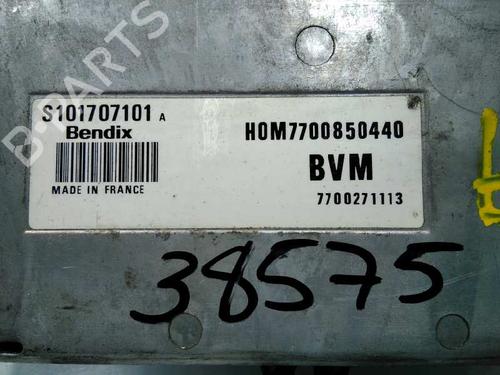 B-PARTS
S101707101 A
Bendix
MADE IN FRANCE
HOM7700850440
BVM
7700271113
38575